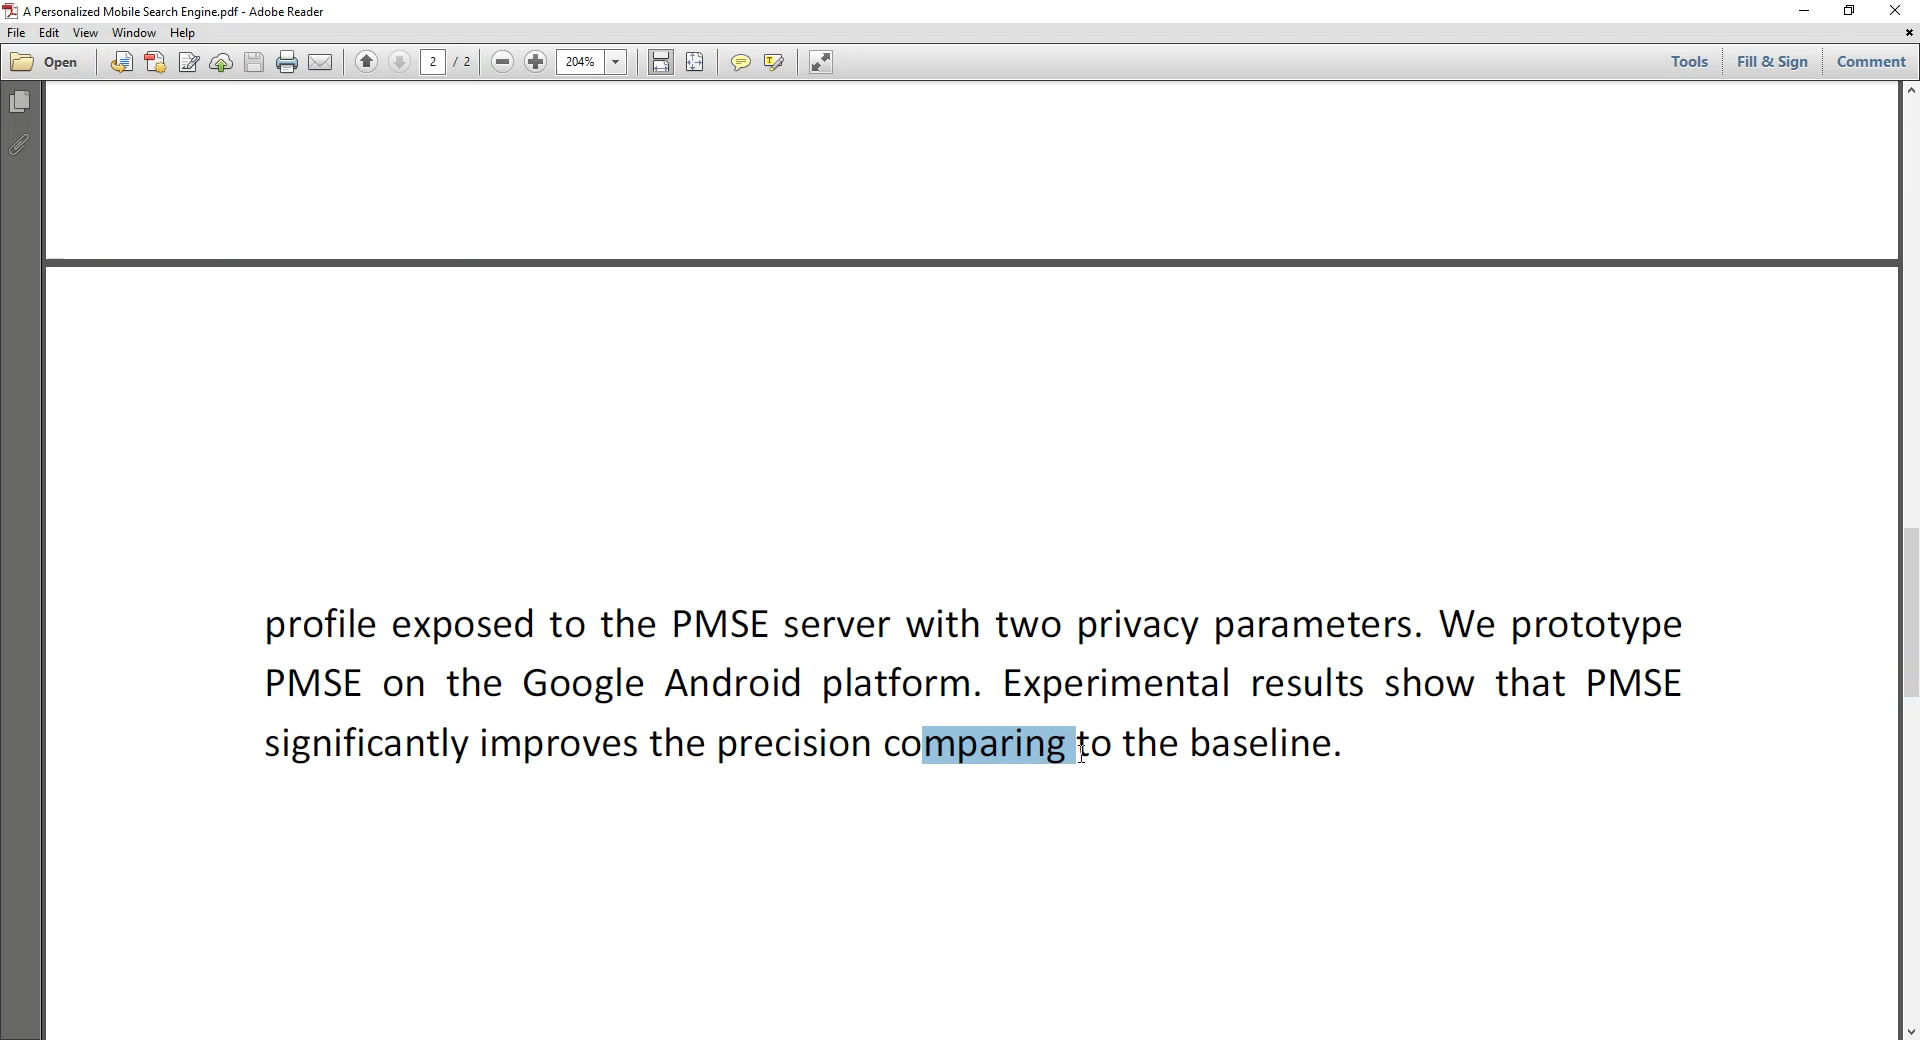 A Personalized Mobile Search Engine.pdf - Adobe Reader
File Edit View Window Help
Open 2 / 2 204% Tools Fill & Sign Comment
profile exposed to the PMSE server with two privacy parameters. We prototype
PMSE on the Google Android platform. Experimental results show that PMSE
significantly improves the precision comparing to the baseline.